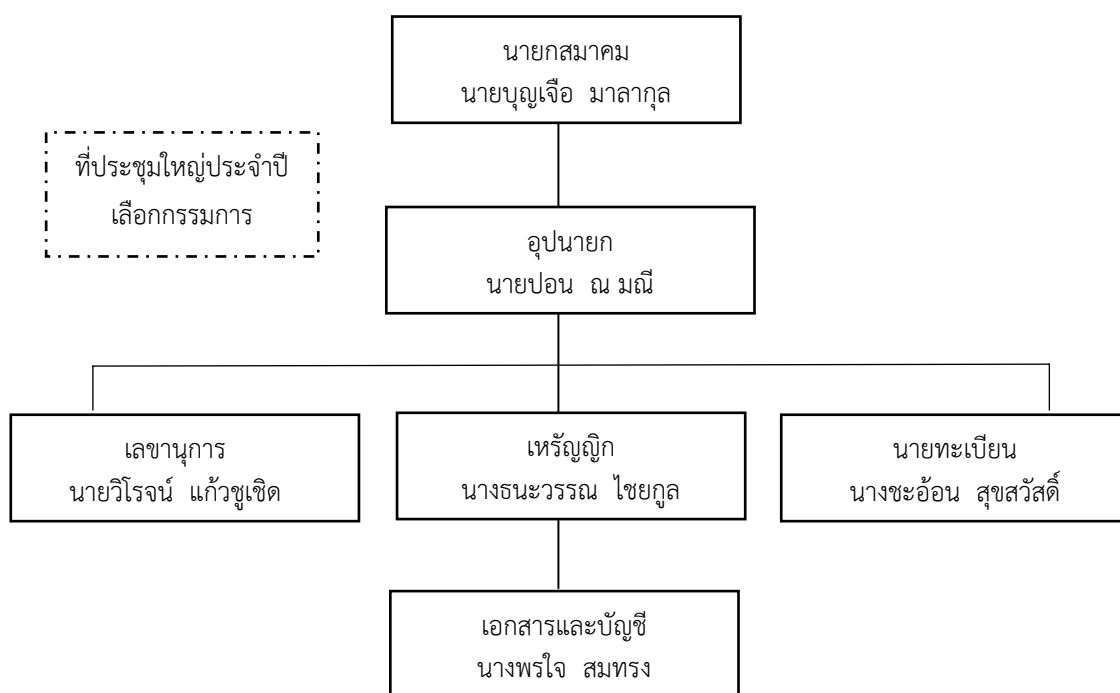 นายกสมาคม
นายบุญเจือ มาลากุล
ที่ประชุมใหญ่ประจำปี
เลือกกรรมการ
อุปนายก
นายปอน ณ มณี
เลขานุการ
นายวิโรจน์ แก้วชูเชิด
เหรัญญิก
นางธนะวรรณ ไชยกูล
นายทะเบียน
นางชะอ้อน สุขสวัสดิ์
เอกสารและบัญชี
นางพรใจ สมทรง